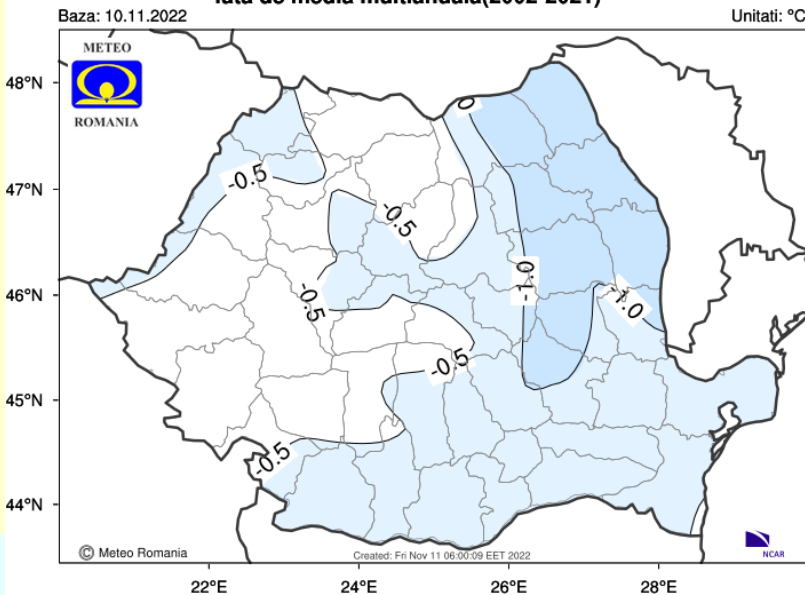 fata de media multianuala(2002-2021)
Baza: 10.11.2022
Unitati: °C
METEO
ROMANIA
48°N
47°N
46°N
45°N
44°N
0
-0.5
-0.5
-0.5
-1.0
-1.0
-0.5
-0.5
© Meteo Romania
Created: Fri Nov 11 06:00:09 EET 2022
NCAR
22°E
24°E
26°E
28°E